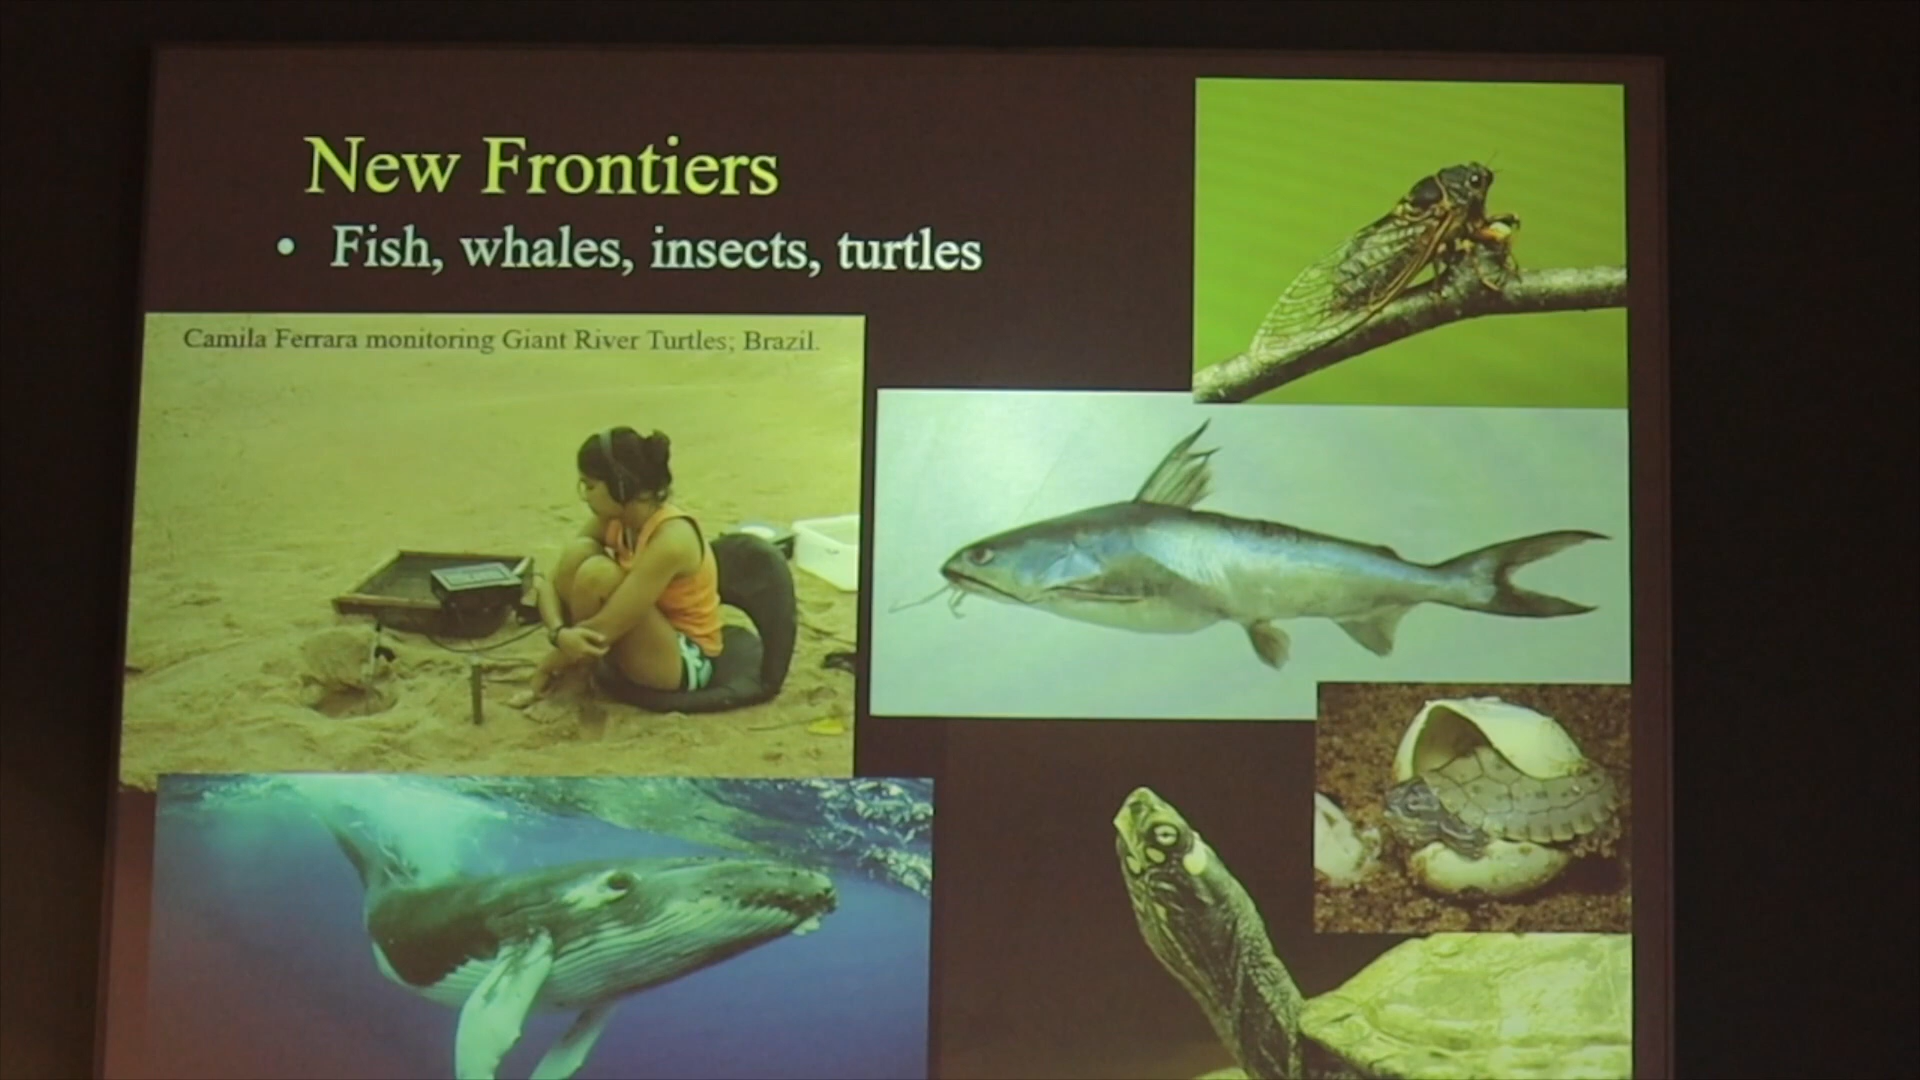 New Frontiers
• Fish, whales, insects, turtles
Camila Ferrara monitoring Giant River Turtles; Brazil.